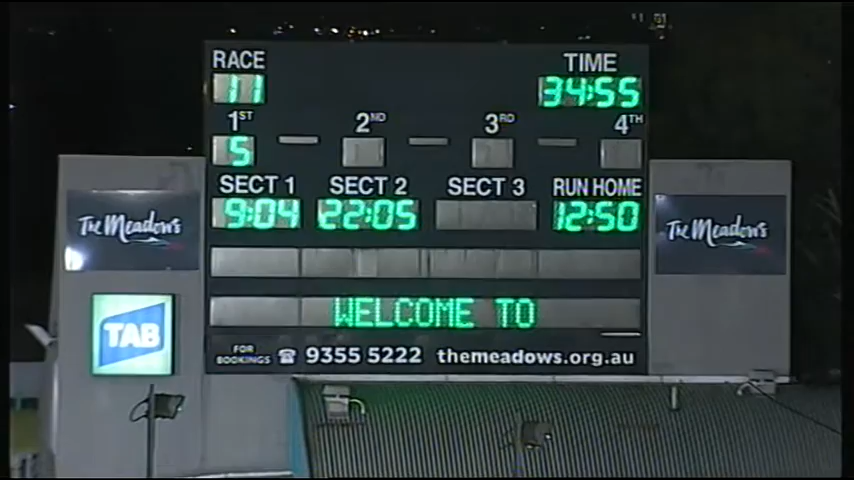 RACE TIME
11 34:55
1ST 2ND 3RD 4TH
5
SECT 1 SECT 2 SECT 3 RUN HOME
9:04 22:05 12:50
The Meadows The Meadows
WELCOME TO
TAB
FOR BOOKINGS ☎ 9355 5222 themeadows.org.au